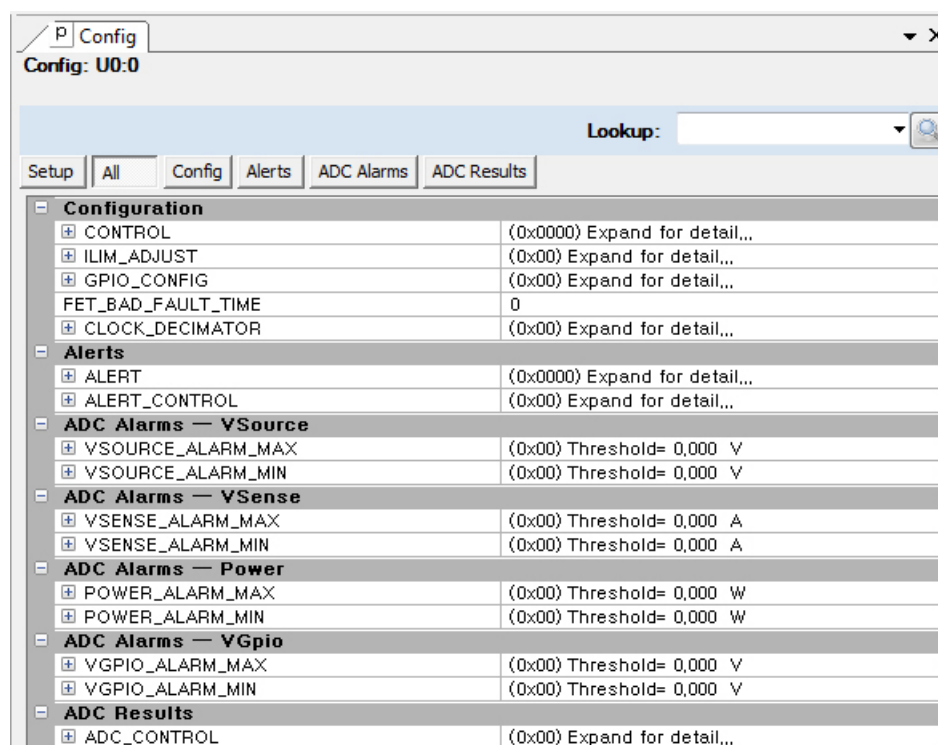 Config
Config: U0:0
Lookup:
Setup All Config Alerts ADC Alarms ADC Results
Configuration
CONTROL (0x0000) Expand for detail,,,
ILIM_ADJUST (0x00) Expand for detail,,,
GPIO_CONFIG (0x00) Expand for detail,,,
FET_BAD_FAULT_TIME 0
CLOCK_DECIMATOR (0x00) Expand for detail,,,
Alerts
ALERT (0x0000) Expand for detail,,,
ALERT_CONTROL (0x00) Expand for detail,,,
ADC Alarms — VSource
VSOURCE_ALARM_MAX (0x00) Threshold= 0,000 V
VSOURCE_ALARM_MIN (0x00) Threshold= 0,000 V
ADC Alarms — VSense
VSENSE_ALARM_MAX (0x00) Threshold= 0,000 A
VSENSE_ALARM_MIN (0x00) Threshold= 0,000 A
ADC Alarms — Power
POWER_ALARM_MAX (0x00) Threshold= 0,000 W
POWER_ALARM_MIN (0x00) Threshold= 0,000 W
ADC Alarms — VGpio
VGPIO_ALARM_MAX (0x00) Threshold= 0,000 V
VGPIO_ALARM_MIN (0x00) Threshold= 0,000 V
ADC Results
ADC_CONTROL (0x00) Expand for detail,,,